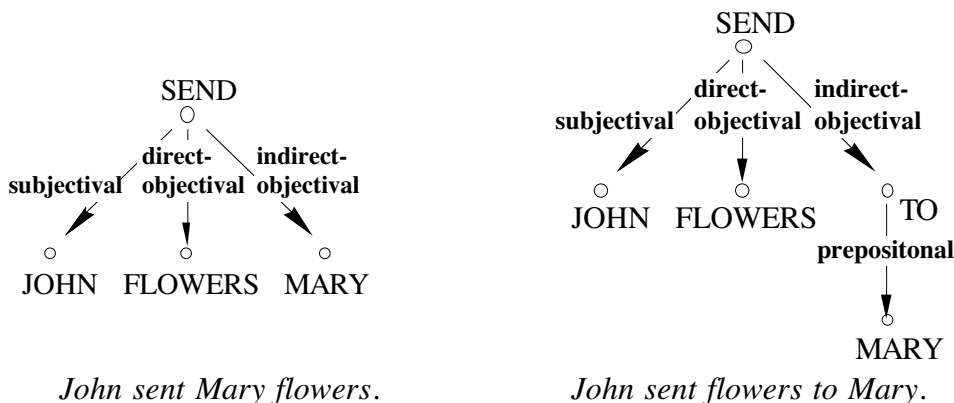 SEND
subjectival
direct-
objectival
indirect-
objectival
JOHN FLOWERS MARY
John sent Mary flowers.
SEND
subjectival
direct-
objectival
indirect-
objectival
JOHN FLOWERS TO
prepositonal
MARY
John sent flowers to Mary.